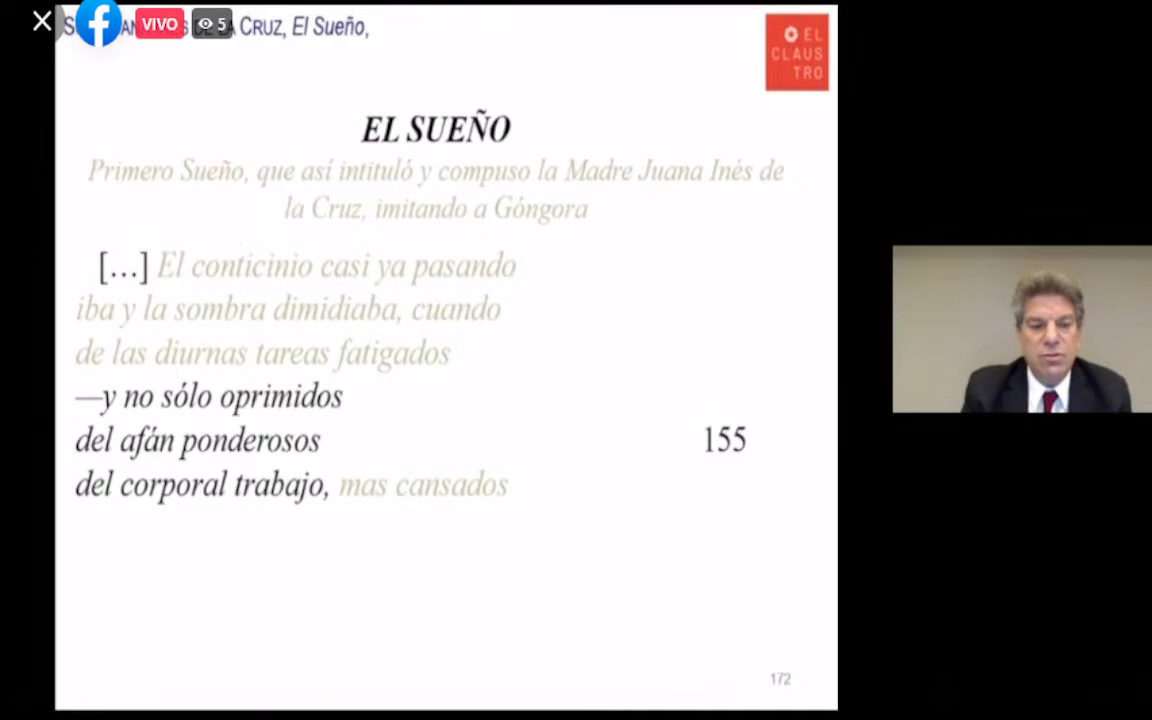 VIVO 5
CRUZ, El Sueño,
EL
CLAUS
TRO
EL SUEÑO
Primero Sueño, que así intituló y compuso la Madre Juana Inés de
la Cruz, imitando a Góngora
[…] El conticinio casi ya pasando
iba y la sombra dimidiaba, cuando
de las diurnas tareas fatigados
—y no sólo oprimidos
del afán ponderosos 155
del corporal trabajo, mas cansados
172